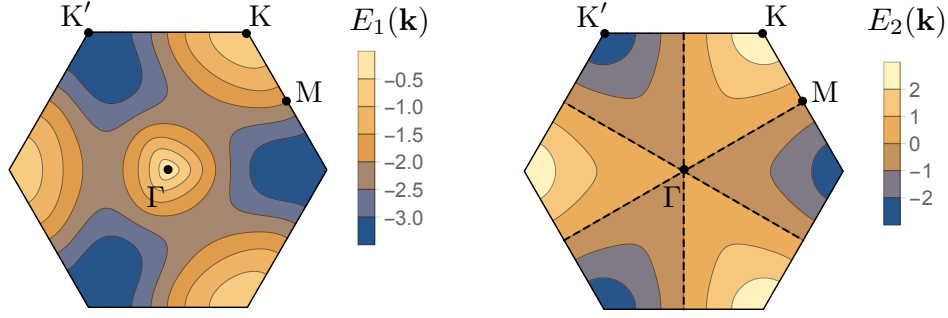 K′
K
E₁(k)
M
Γ
−0.5
−1.0
−1.5
−2.0
−2.5
−3.0
K′
K
E₂(k)
M
Γ
2
1
0
−1
−2